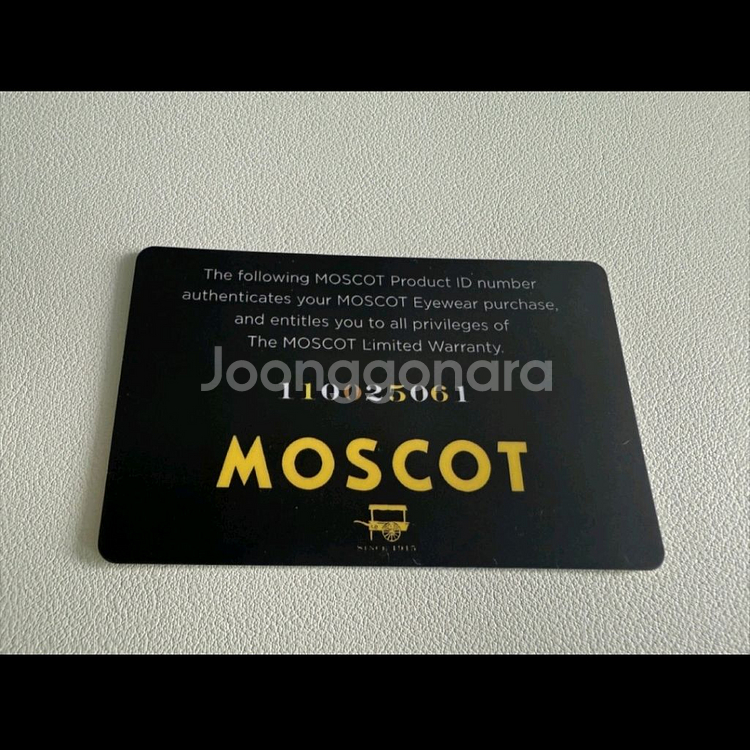 The following MOSCOT Product ID number
authenticates your MOSCOT Eyewear purchase,
and entitles you to all privileges of
The MOSCOT Limited Warranty.
Joonggonara
110025061
MOSCOT
SINCE 1915